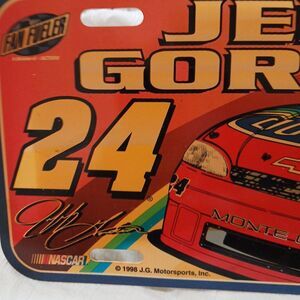 FAN FUELER
JE
GOR
24
24
MONTE
NASCAR
© 1998 J.G. Motorsports, Inc.